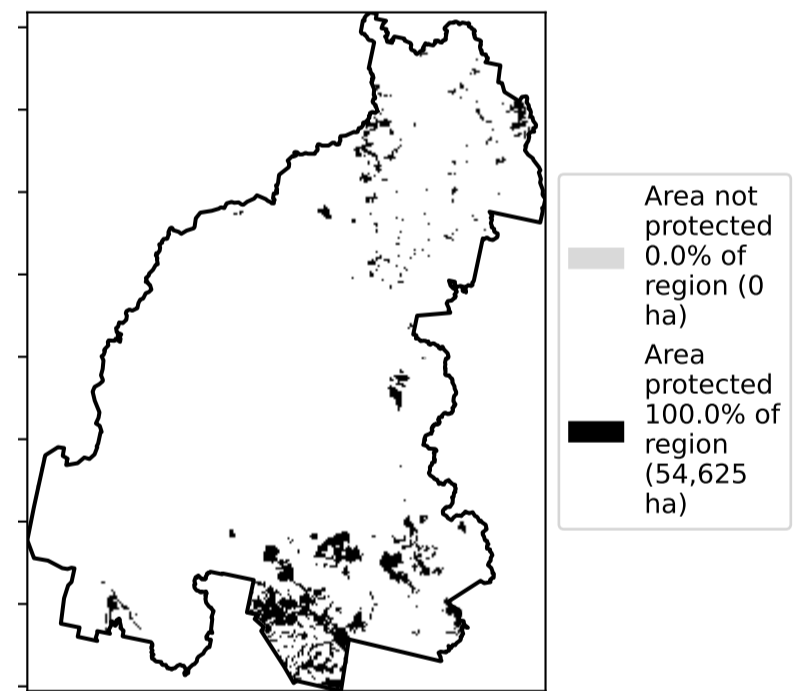 Area not
protected
0.0% of
region (0
ha)
Area
protected
100.0% of
region
(54,625
ha)